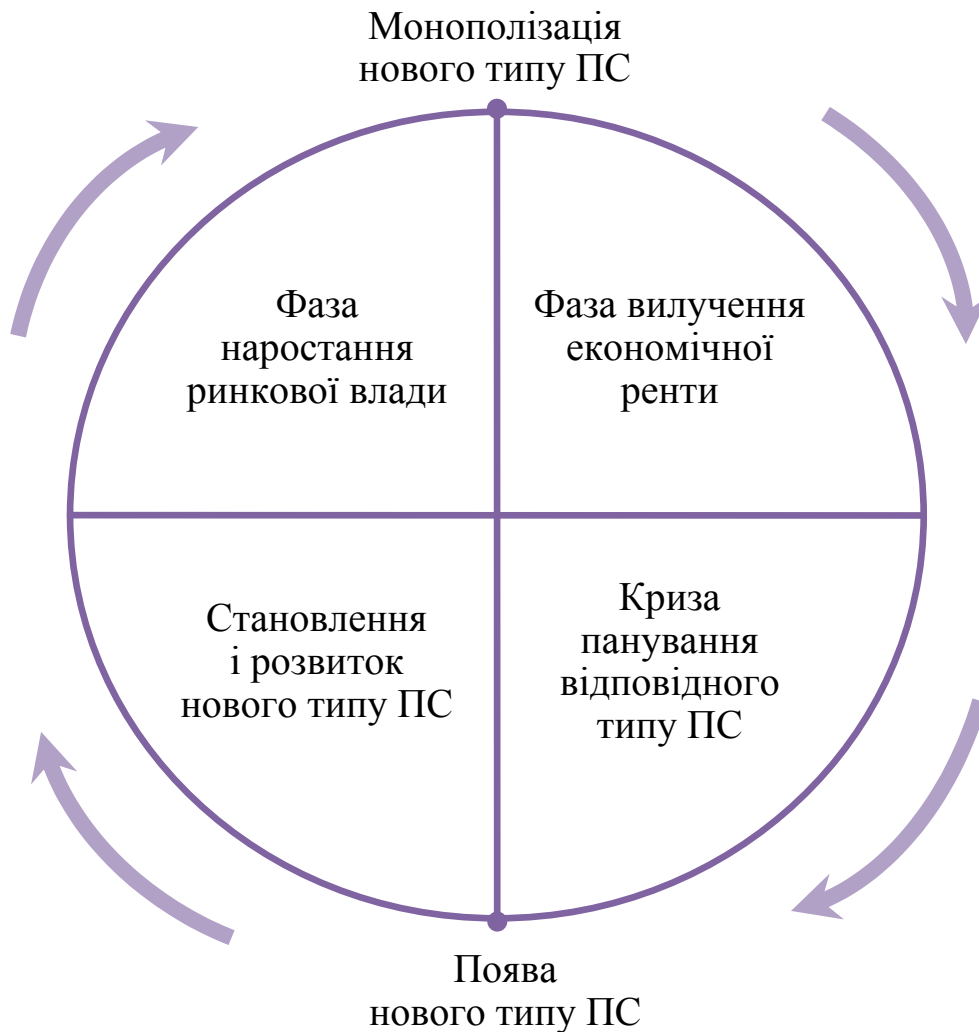 Монополізація
нового типу ПС
Фаза
наростання
ринкової влади
Фаза вилучення
економічної
ренти
Становлення
і розвиток
нового типу ПС
Криза
панування
відповідного
типу ПС
Поява
нового типу ПС